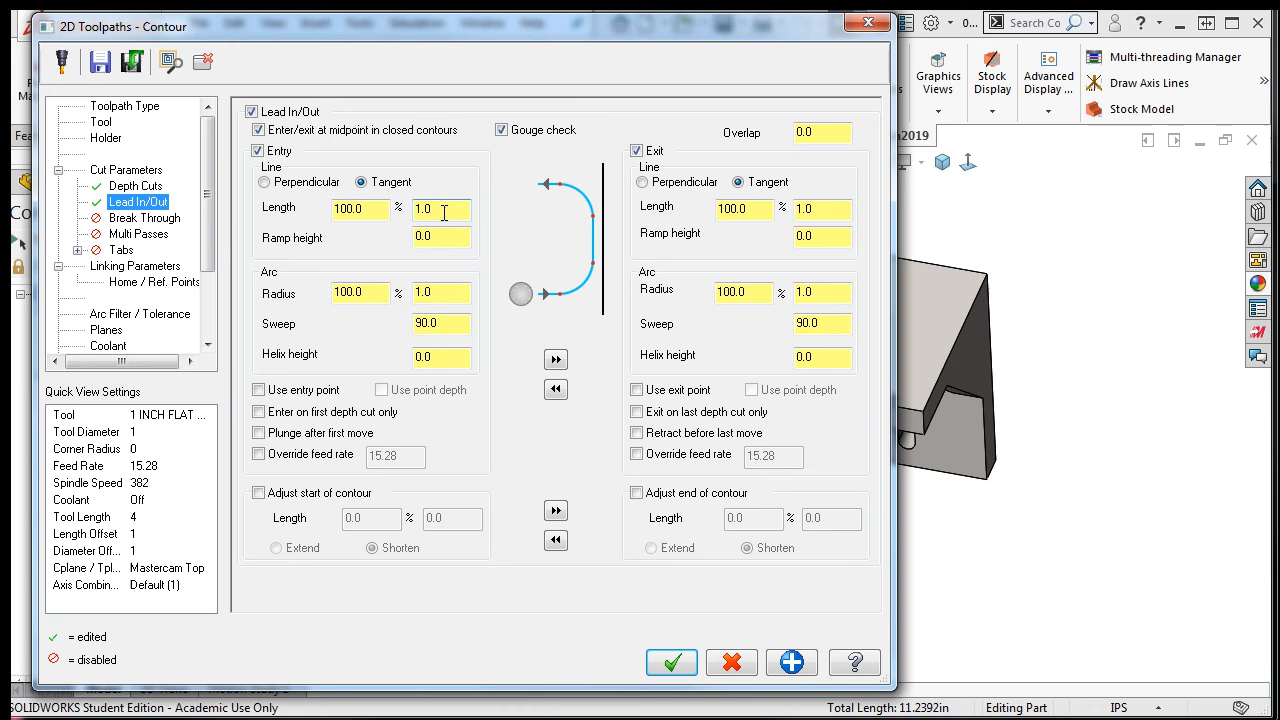 2D Toolpaths - Contour
0...
Search Co
Graphics Views
Stock Display
Advanced Display ...
Multi-threading Manager
Draw Axis Lines
Stock Model
n2019
Toolpath Type
Tool
Holder
Cut Parameters
Depth Cuts
Lead In/Out
Break Through
Multi Passes
Tabs
Linking Parameters
Home / Ref. Points
Arc Filter / Tolerance
Planes
Coolant
Quick View Settings
Tool 1 INCH FLAT ...
Tool Diameter 1
Corner Radius 0
Feed Rate 15.28
Spindle Speed 382
Coolant Off
Tool Length 4
Length Offset 1
Diameter Off... 1
Cplane / Tpl... Mastercam Top
Axis Combin... Default (1)
= edited
= disabled
Lead In/Out
Enter/exit at midpoint in closed contours
Gouge check
Overlap 0.0
Entry
Line
Perpendicular Tangent
Length 100.0 % 1.0
Ramp height 0.0
Arc
Radius 100.0 % 1.0
Sweep 90.0
Helix height 0.0
Use entry point Use point depth
Enter on first depth cut only
Plunge after first move
Override feed rate 15.28
Adjust start of contour
Length 0.0 % 0.0
Extend Shorten
Exit
Line
Perpendicular Tangent
Length 100.0 % 1.0
Ramp height 0.0
Arc
Radius 100.0 % 1.0
Sweep 90.0
Helix height 0.0
Use exit point Use point depth
Exit on last depth cut only
Retract before last move
Override feed rate 15.28
Adjust end of contour
Length 0.0 % 0.0
Extend Shorten
SOLIDWORKS Student Edition - Academic Use Only
Total Length: 11.2392in
Editing Part
IPS